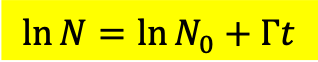 ln N = ln N₀ + Γt